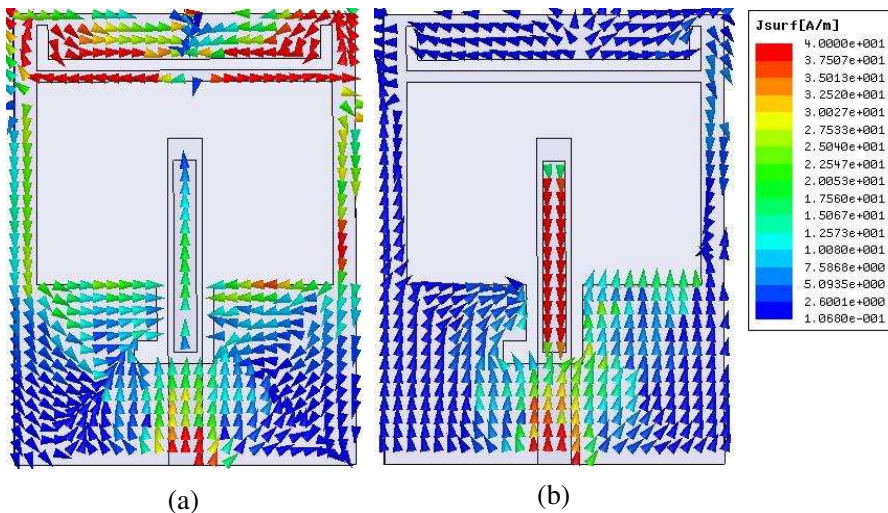 Jsurf[A/m]
4.0000e+001
3.7507e+001
3.5013e+001
3.2520e+001
3.0027e+001
2.7533e+001
2.5040e+001
2.2547e+001
2.0053e+001
1.7560e+001
1.5067e+001
1.2573e+001
1.0080e+001
7.5868e+000
5.0935e+000
2.6001e+000
1.0680e-001
(a)
(b)